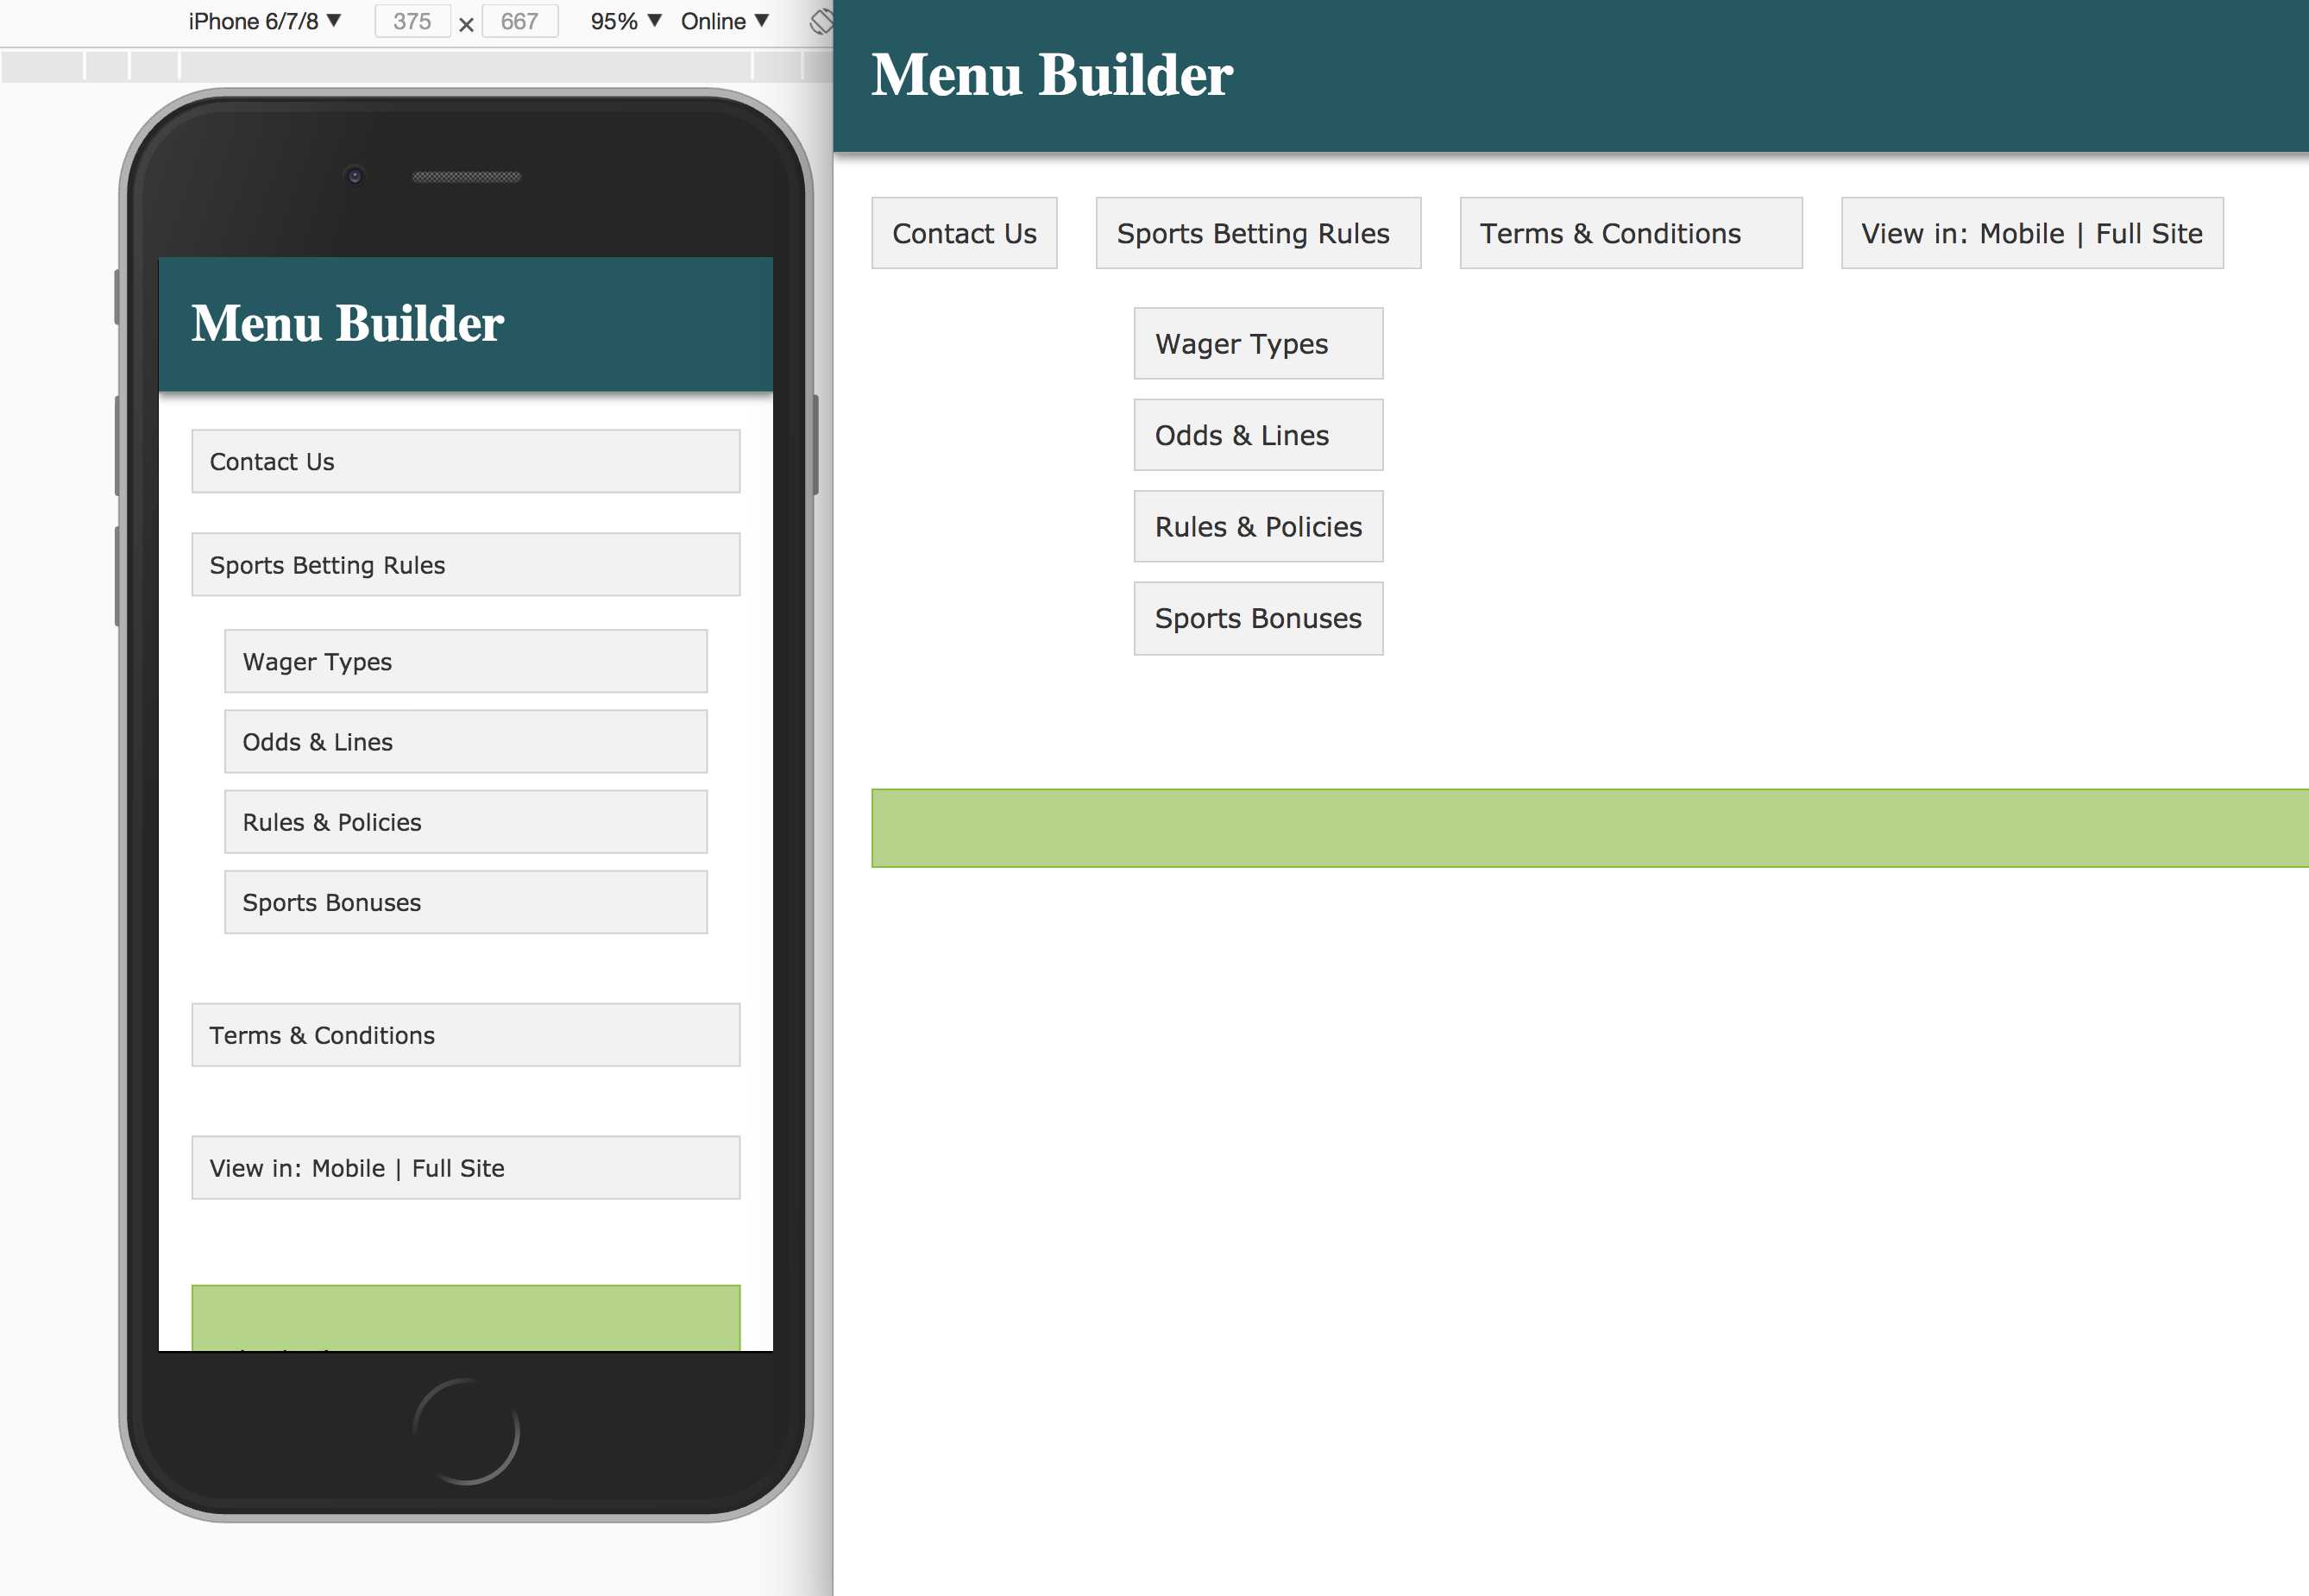 iPhone 6/7/8 ▼ 375 × 667 95% ▼ Online ▼
Menu Builder
Contact Us
Sports Betting Rules
Wager Types
Odds & Lines
Rules & Policies
Sports Bonuses
Terms & Conditions
View in: Mobile | Full Site
Menu Builder
Contact Us
Sports Betting Rules
Terms & Conditions
View in: Mobile | Full Site
Wager Types
Odds & Lines
Rules & Policies
Sports Bonuses